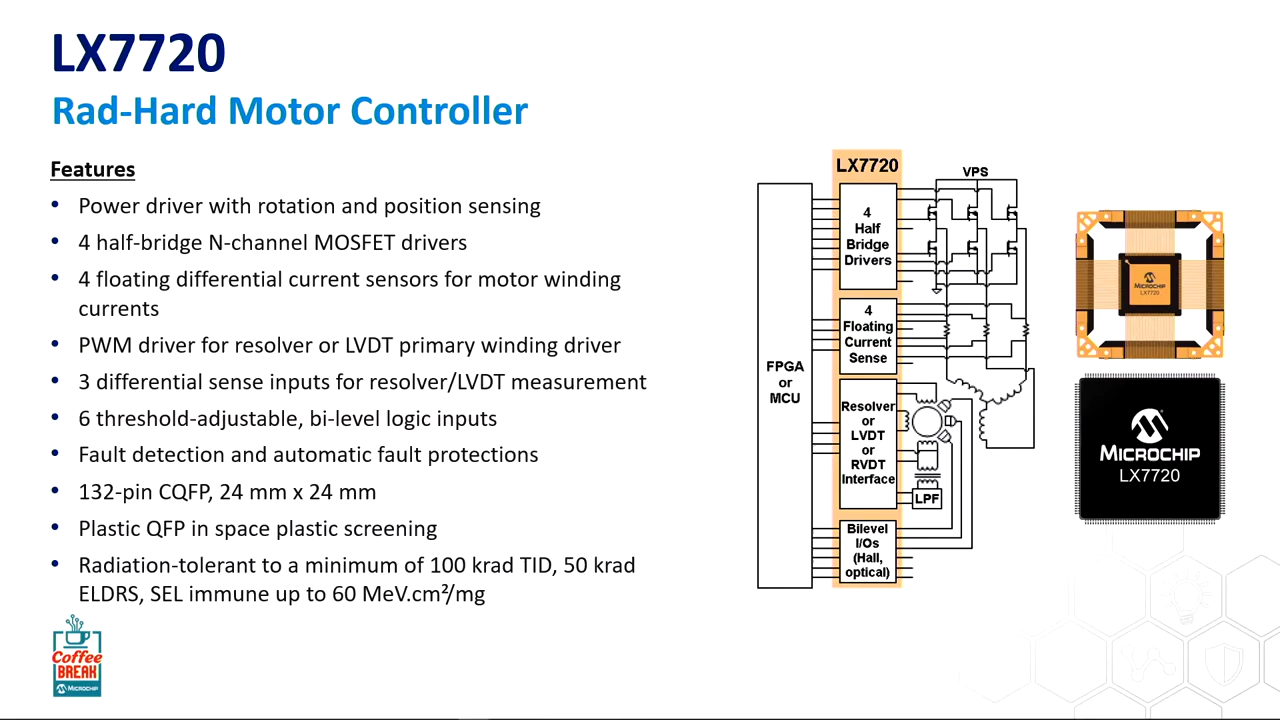 LX7720
Rad-Hard Motor Controller
Features
• Power driver with rotation and position sensing
• 4 half-bridge N-channel MOSFET drivers
• 4 floating differential current sensors for motor winding
currents
• PWM driver for resolver or LVDT primary winding driver
• 3 differential sense inputs for resolver/LVDT measurement
• 6 threshold-adjustable, bi-level logic inputs
• Fault detection and automatic fault protections
• 132-pin CQFP, 24 mm x 24 mm
• Plastic QFP in space plastic screening
• Radiation-tolerant to a minimum of 100 krad TID, 50 krad
ELDRS, SEL immune up to 60 MeV.cm²/mg
Coffee
BREAK
MICROCHIP
LX7720
VPS
4
Half
Bridge
Drivers
4
Floating
Current
Sense
FPGA
or
MCU
Resolver
or
LVDT
or
RVDT
Interface
LPF
Bilevel
I/Os
(Hall,
optical)
MICROCHIP
LX7720
MICROCHIP
LX7720